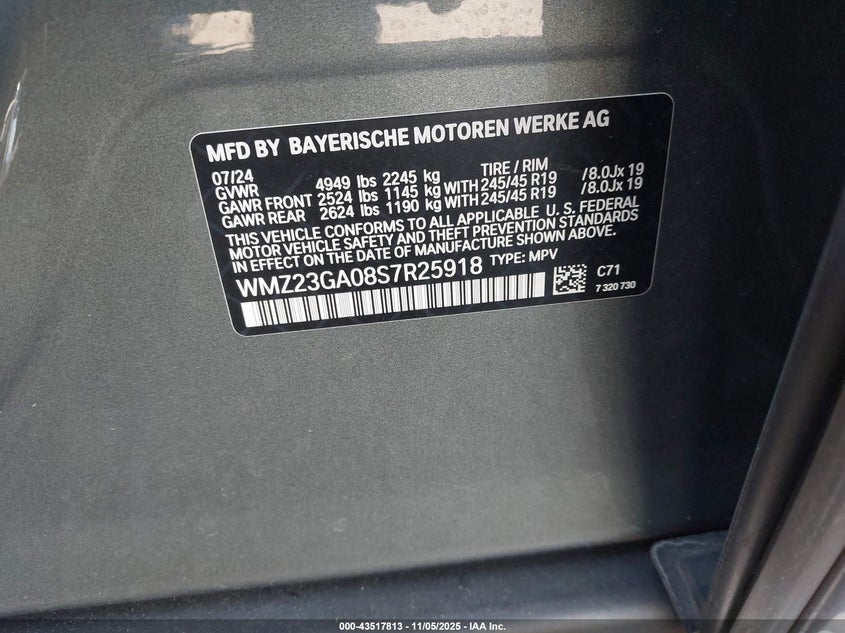 MFD BY BAYERISCHE MOTOREN WERKE AG
07/24 TIRE / RIM
GVWR 4949 lbs 2245 kg
GAWR FRONT 2524 lbs 1145 kg WITH 245/45 R19 /8.0Jx 19
GAWR REAR 2624 lbs 1190 kg WITH 245/45 R19 /8.0Jx 19
THIS VEHICLE CONFORMS TO ALL APPLICABLE U. S. FEDERAL
MOTOR VEHICLE SAFETY AND THEFT PREVENTION STANDARDS
IN EFFECT ON THE DATE OF MANUFACTURE SHOWN ABOVE.
WMZ23GA08S7R25918 TYPE: MPV
C71
7 320 730
000-43517813 - 11/05/2025 - IAA Inc.